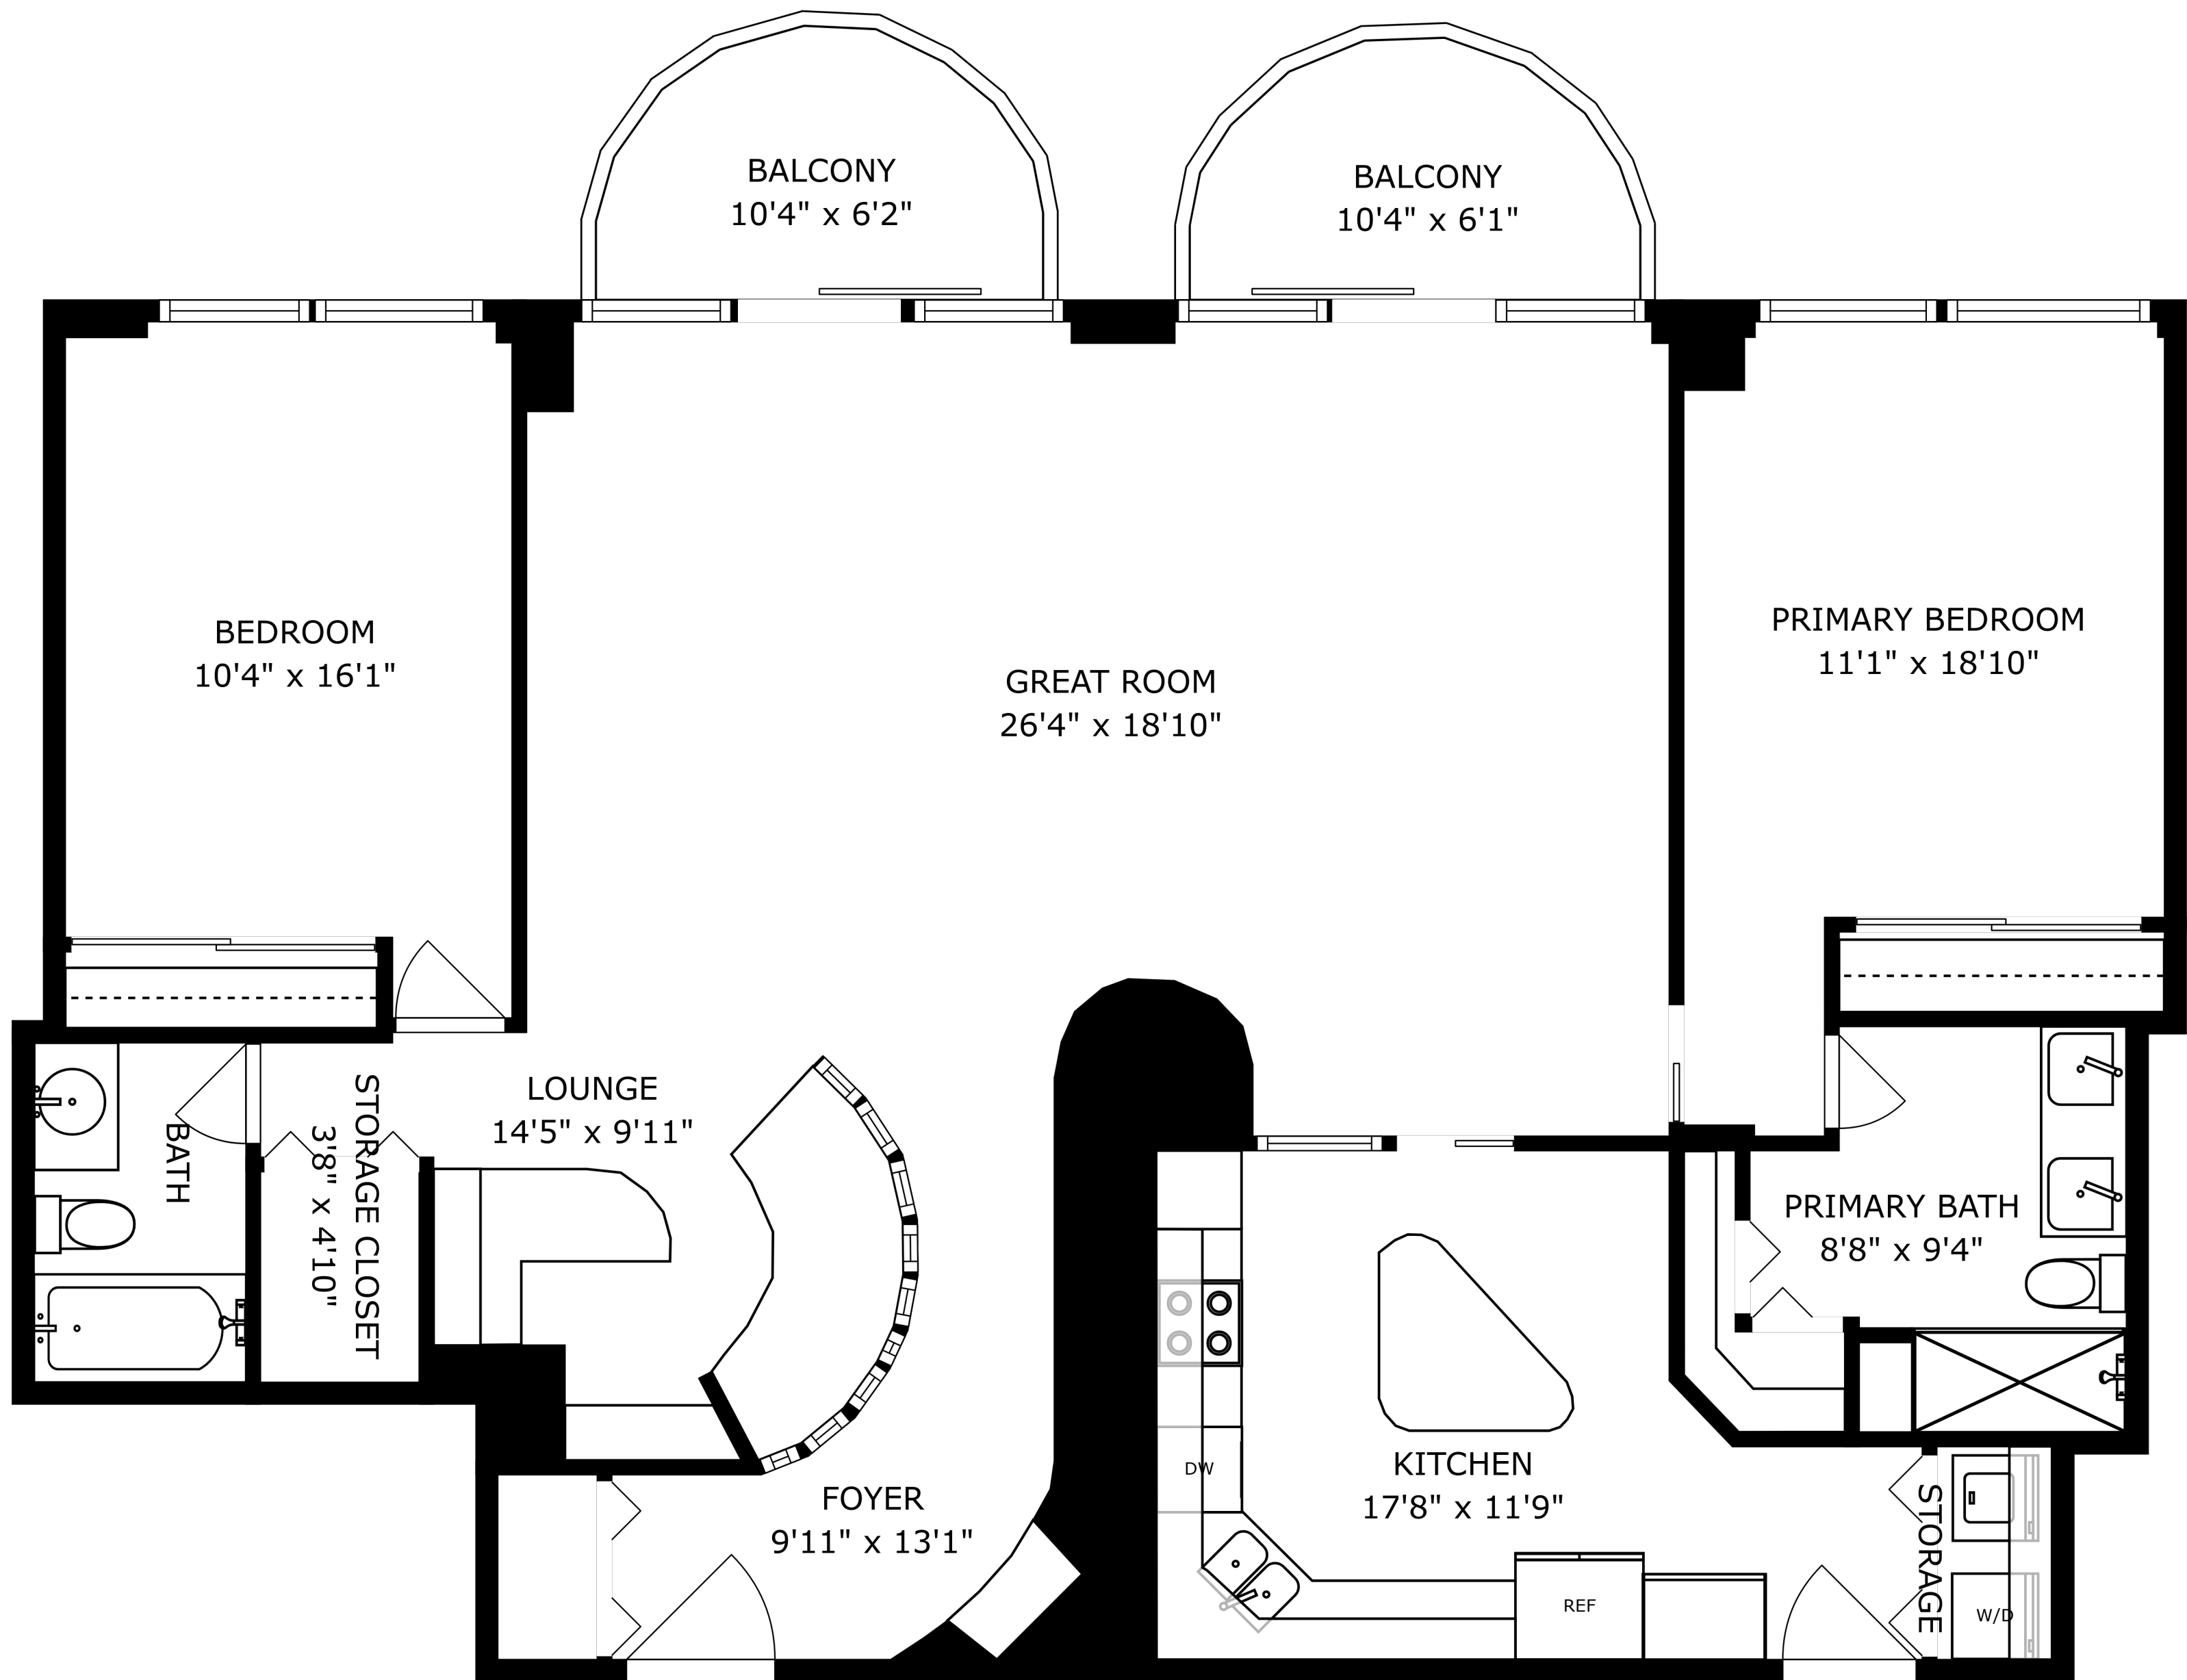 BALCONY
10'4" x 6'2"
BALCONY
10'4" x 6'1"
BEDROOM
10'4" x 16'1"
GREAT ROOM
26'4" x 18'10"
PRIMARY BEDROOM
11'1" x 18'10"
LOUNGE
14'5" x 9'11"
BATH
STORAGE CLOSET
3'8" x 4'10"
PRIMARY BATH
8'8" x 9'4"
DW
KITCHEN
17'8" x 11'9"
FOYER
9'11" x 13'1"
REF
STORAGE
W/D